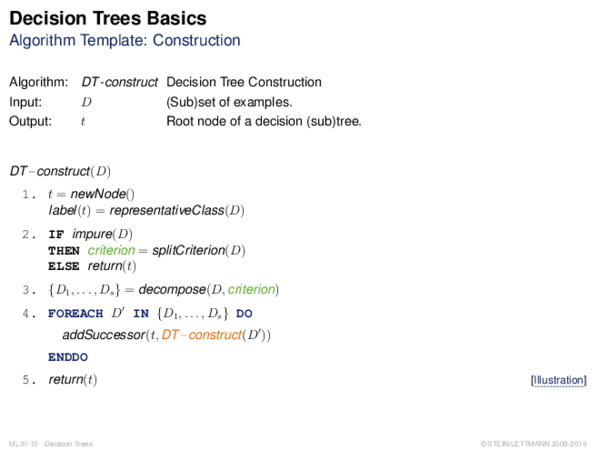 Decision Trees Basics
Algorithm Template: Construction
Algorithm: DT-construct Decision Tree Construction
Input: D (Sub)set of examples.
Output: t Root node of a decision (sub)tree.
DT–construct(D)
1. t = newNode()
label(t) = representativeClass(D)
2. IF impure(D)
THEN criterion = splitCriterion(D)
ELSE return(t)
3. {D₁, . . . , Dₛ} = decompose(D, criterion)
4. FOREACH D′ IN {D₁, . . . , Dₛ} DO
addSuccessor(t, DT–construct(D′))
ENDDO
5. return(t) [Illustration]
ML:III-15 Decision Trees © STEIN/LETTMANN 2005-2019